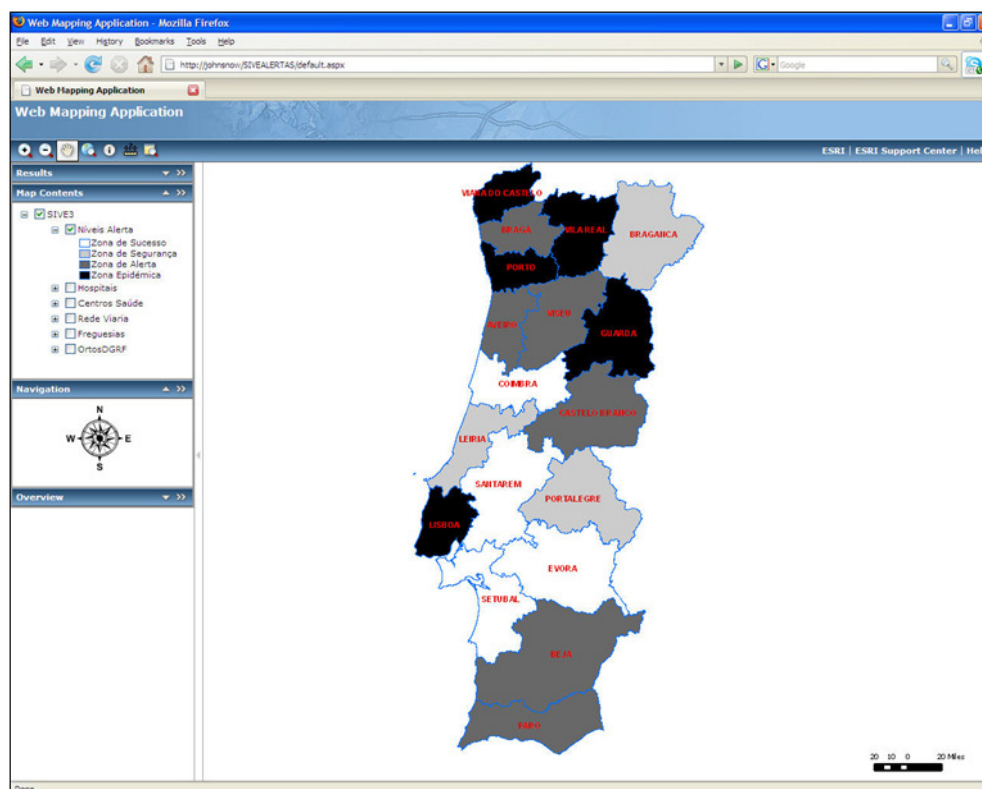 Web Mapping Application - Mozilla Firefox
File Edit View History Bookmarks Tools Help
http://johnsnow/SIVEALERTAS/default.aspx
Google
Web Mapping Application
Web Mapping Application
ESRI | ESRI Support Center | Hel
Results
Map Contents
SIVE3
Níveis Alerta
Zona de Sucesso
Zona de Segurança
Zona de Alerta
Zona Epidémica
Hospitais
Centros Saúde
Rede Viaria
Freguesias
OrtosDGRF
Navigation
N
W
E
S
Overview
VIANA DO CASTELO
BRAGA
VILA REAL
BRAGANCA
PORTO
AVEIRO
VISEU
GUARDA
COIMBRA
CASTELO BRANCO
LEIRIA
SANTAREM
PORTALEGRE
LISBOA
EVORA
SETUBAL
BEJA
FARO
20 10 0 20 Miles